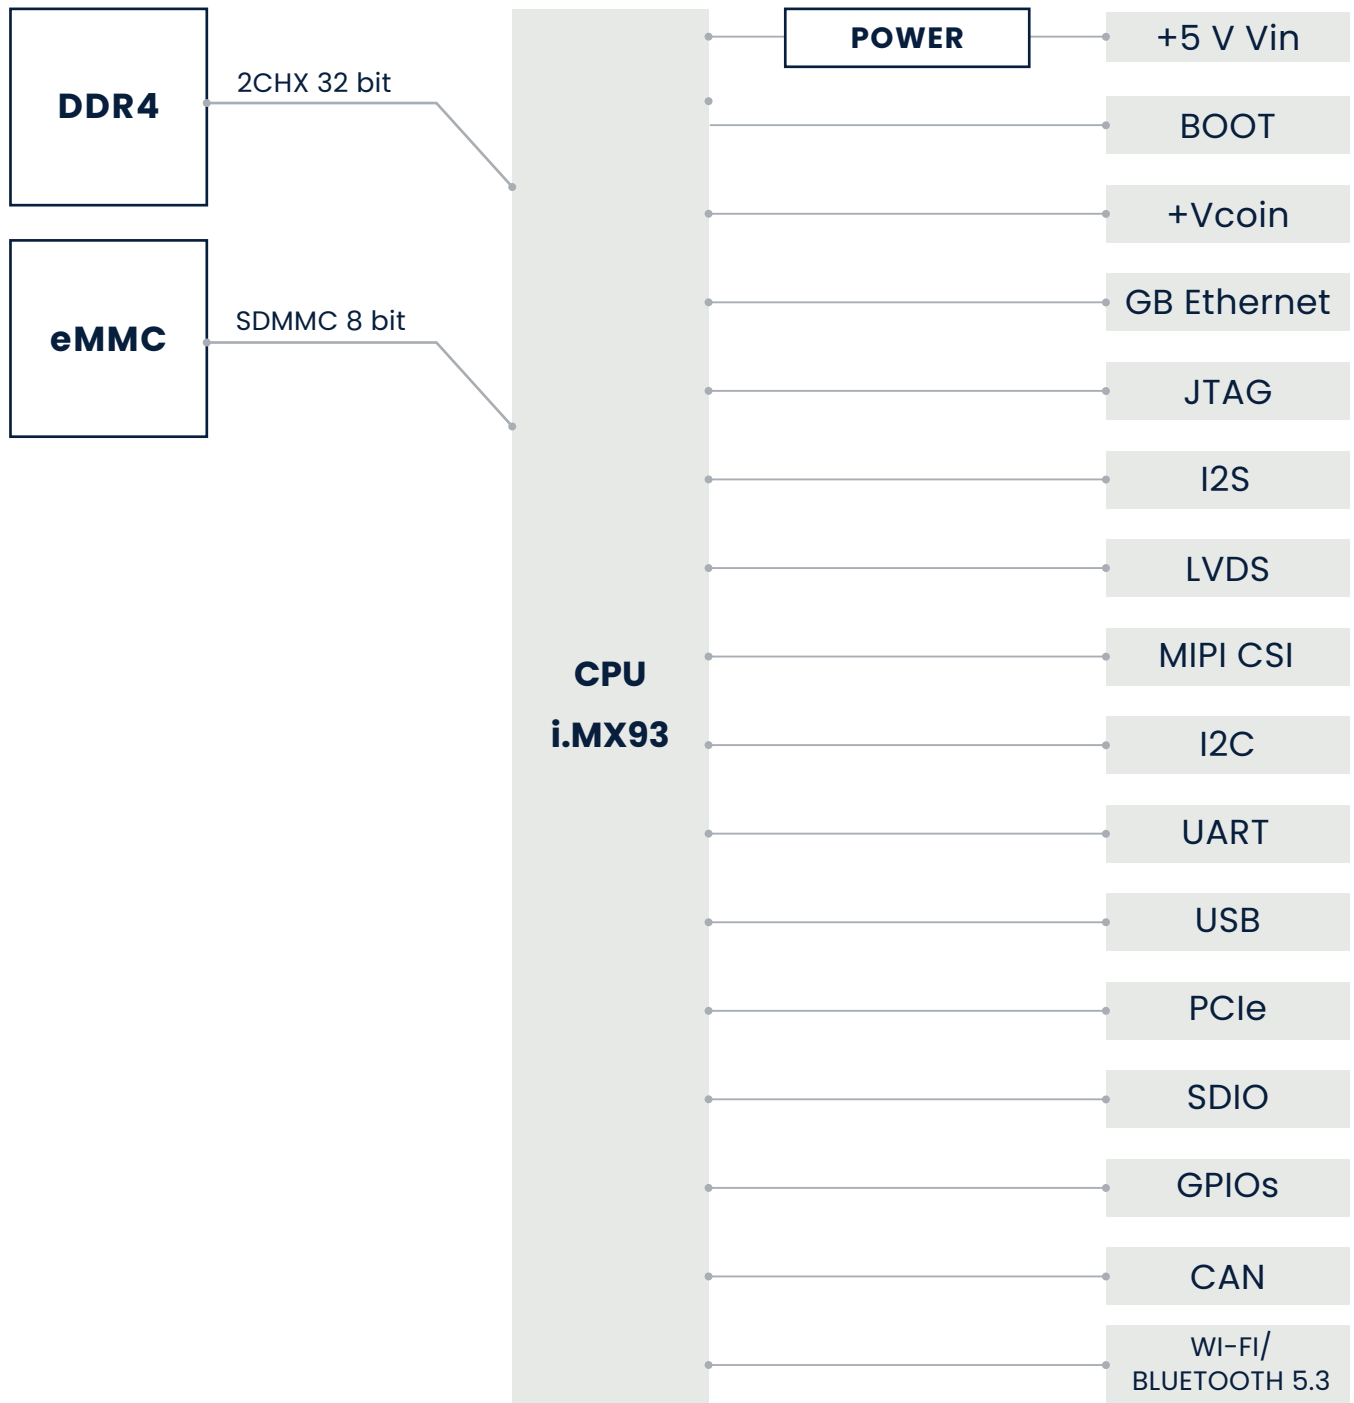 DDR4
2CHX 32 bit
eMMC
SDMMC 8 bit
CPU
i.MX93
POWER
+5 V Vin
BOOT
+Vcoin
GB Ethernet
JTAG
I2S
LVDS
MIPI CSI
I2C
UART
USB
PCIe
SDIO
GPIOs
CAN
WI-FI/
BLUETOOTH 5.3